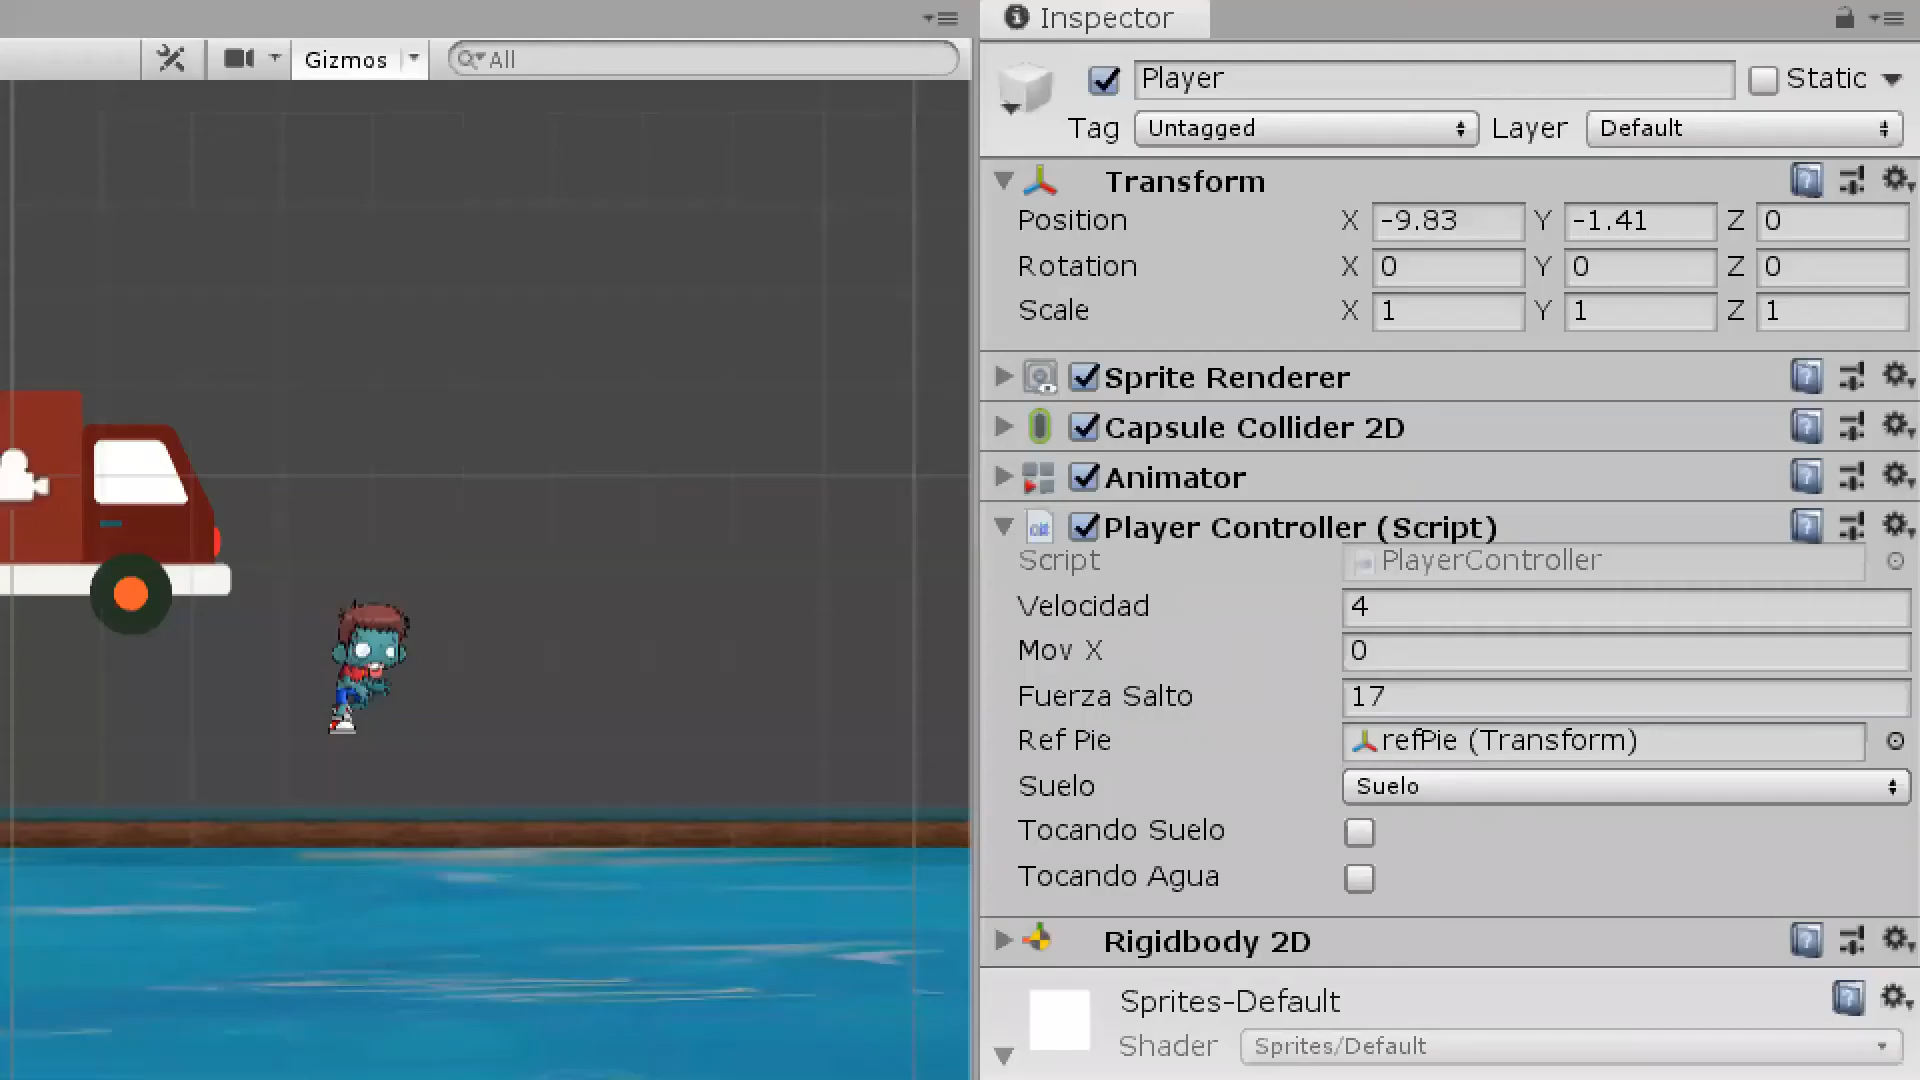 Inspector
Gizmos
All
Player
Static
Tag Untagged Layer Default
Transform
Position X -9.83 Y -1.41 Z 0
Rotation X 0 Y 0 Z 0
Scale X 1 Y 1 Z 1
Sprite Renderer
Capsule Collider 2D
Animator
Player Controller (Script)
Script PlayerController
Velocidad 4
Mov X 0
Fuerza Salto 17
Ref Pie refPie (Transform)
Suelo Suelo
Tocando Suelo
Tocando Agua
Rigidbody 2D
Sprites-Default
Shader Sprites/Default